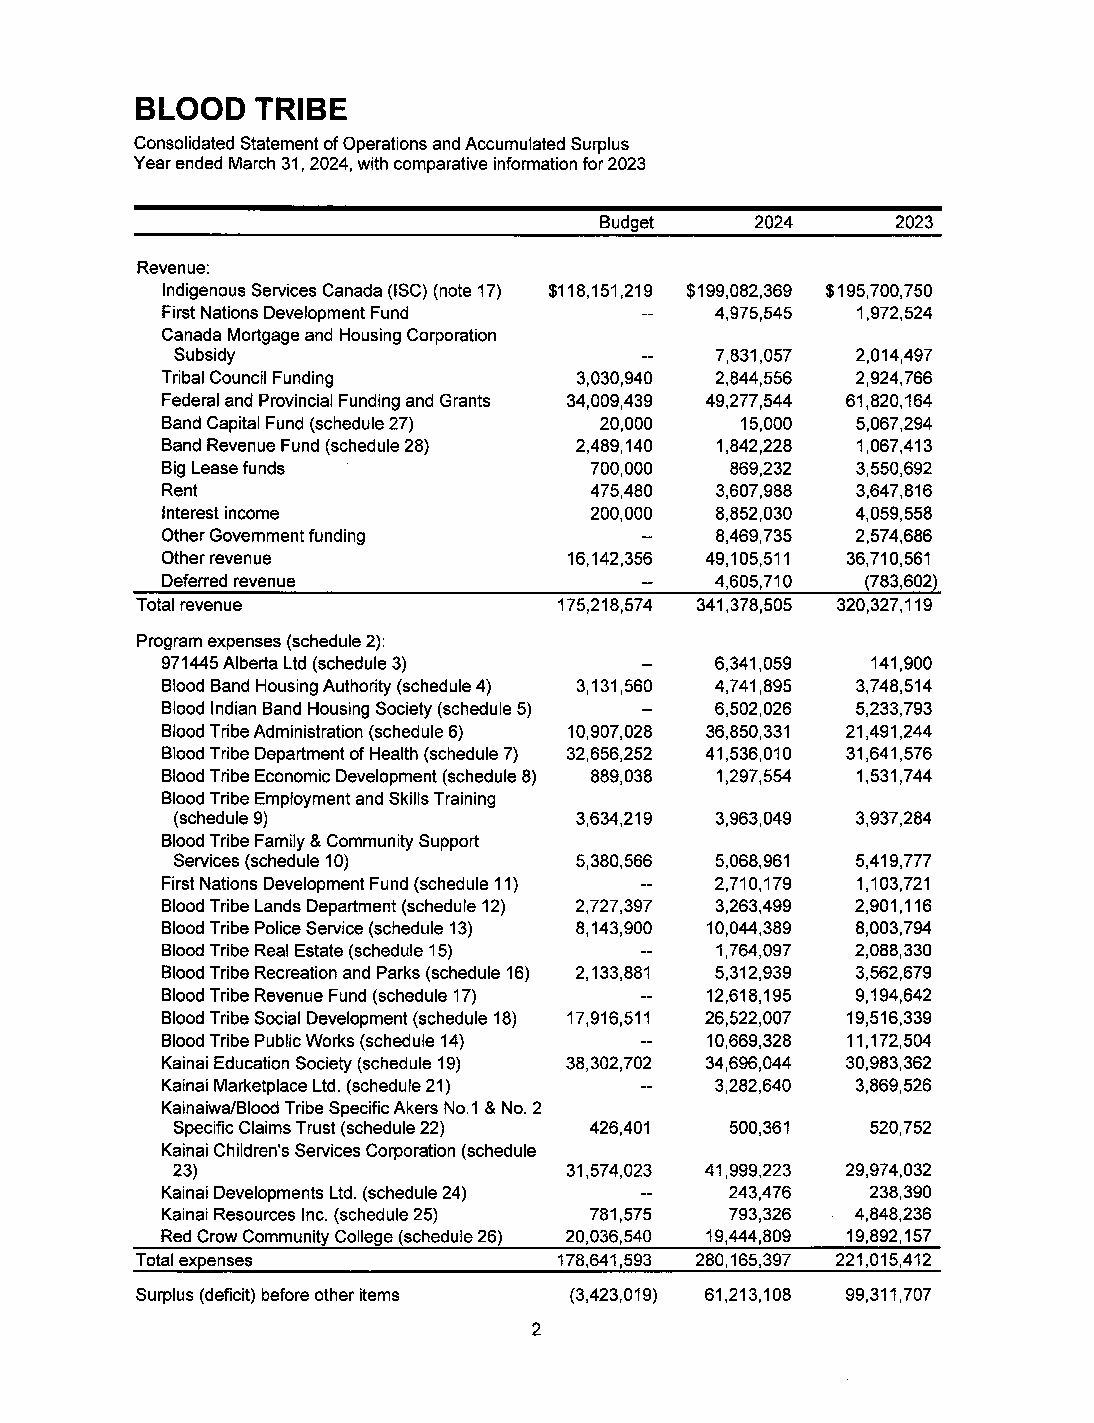 BLOOD TRIBE
Consolidated Statement of Operations and Accumulated Surplus
Year ended March 31, 2024, with comparative information for 2023
Budget 2024 2023
Revenue:
Indigenous Services Canada (ISC) (note 17) $118,151,219 $199,082,369 $195,700,750
First Nations Development Fund -- 4,975,545 1,972,524
Canada Mortgage and Housing Corporation
Subsidy -- 7,831,057 2,014,497
Tribal Council Funding 3,030,940 2,844,556 2,924,766
Federal and Provincial Funding and Grants 34,009,439 49,277,544 61,820,164
Band Capital Fund (schedule 27) 20,000 15,000 5,067,294
Band Revenue Fund (schedule 28) 2,489,140 1,842,228 1,067,413
Big Lease funds 700,000 869,232 3,550,692
Rent 475,480 3,607,988 3,647,816
Interest income 200,000 8,852,030 4,059,558
Other Government funding -- 8,469,735 2,574,686
Other revenue 16,142,356 49,105,511 36,710,561
Deferred revenue -- 4,605,710 (783,602)
Total revenue 175,218,574 341,378,505 320,327,119
Program expenses (schedule 2):
971445 Alberta Ltd (schedule 3) -- 6,341,059 141,900
Blood Band Housing Authority (schedule 4) 3,131,560 4,741,895 3,748,514
Blood Indian Band Housing Society (schedule 5) -- 6,502,026 5,233,793
Blood Tribe Administration (schedule 6) 10,907,028 36,850,331 21,491,244
Blood Tribe Department of Health (schedule 7) 32,656,252 41,536,010 31,641,576
Blood Tribe Economic Development (schedule 8) 889,038 1,297,554 1,531,744
Blood Tribe Employment and Skills Training
(schedule 9) 3,634,219 3,963,049 3,937,284
Blood Tribe Family & Community Support
Services (schedule 10) 5,380,566 5,068,961 5,419,777
First Nations Development Fund (schedule 11) -- 2,710,179 1,103,721
Blood Tribe Lands Department (schedule 12) 2,727,397 3,263,499 2,901,116
Blood Tribe Police Service (schedule 13) 8,143,900 10,044,389 8,003,794
Blood Tribe Real Estate (schedule 15) -- 1,764,097 2,088,330
Blood Tribe Recreation and Parks (schedule 16) 2,133,881 5,312,939 3,562,679
Blood Tribe Revenue Fund (schedule 17) -- 12,618,195 9,194,642
Blood Tribe Social Development (schedule 18) 17,916,511 26,522,007 19,516,339
Blood Tribe Public Works (schedule 14) -- 10,669,328 11,172,504
Kainai Education Society (schedule 19) 38,302,702 34,696,044 30,983,362
Kainai Marketplace Ltd. (schedule 21) -- 3,282,640 3,869,526
Kainaiwa/Blood Tribe Specific Akers No.1 & No. 2
Specific Claims Trust (schedule 22) 426,401 500,361 520,752
Kainai Children's Services Corporation (schedule
23) 31,574,023 41,999,223 29,974,032
Kainai Developments Ltd. (schedule 24) -- 243,476 238,390
Kainai Resources Inc. (schedule 25) 781,575 793,326 4,848,236
Red Crow Community College (schedule 26) 20,036,540 19,444,809 19,892,157
Total expenses 178,641,593 280,165,397 221,015,412
Surplus (deficit) before other items (3,423,019) 61,213,108 99,311,707
2